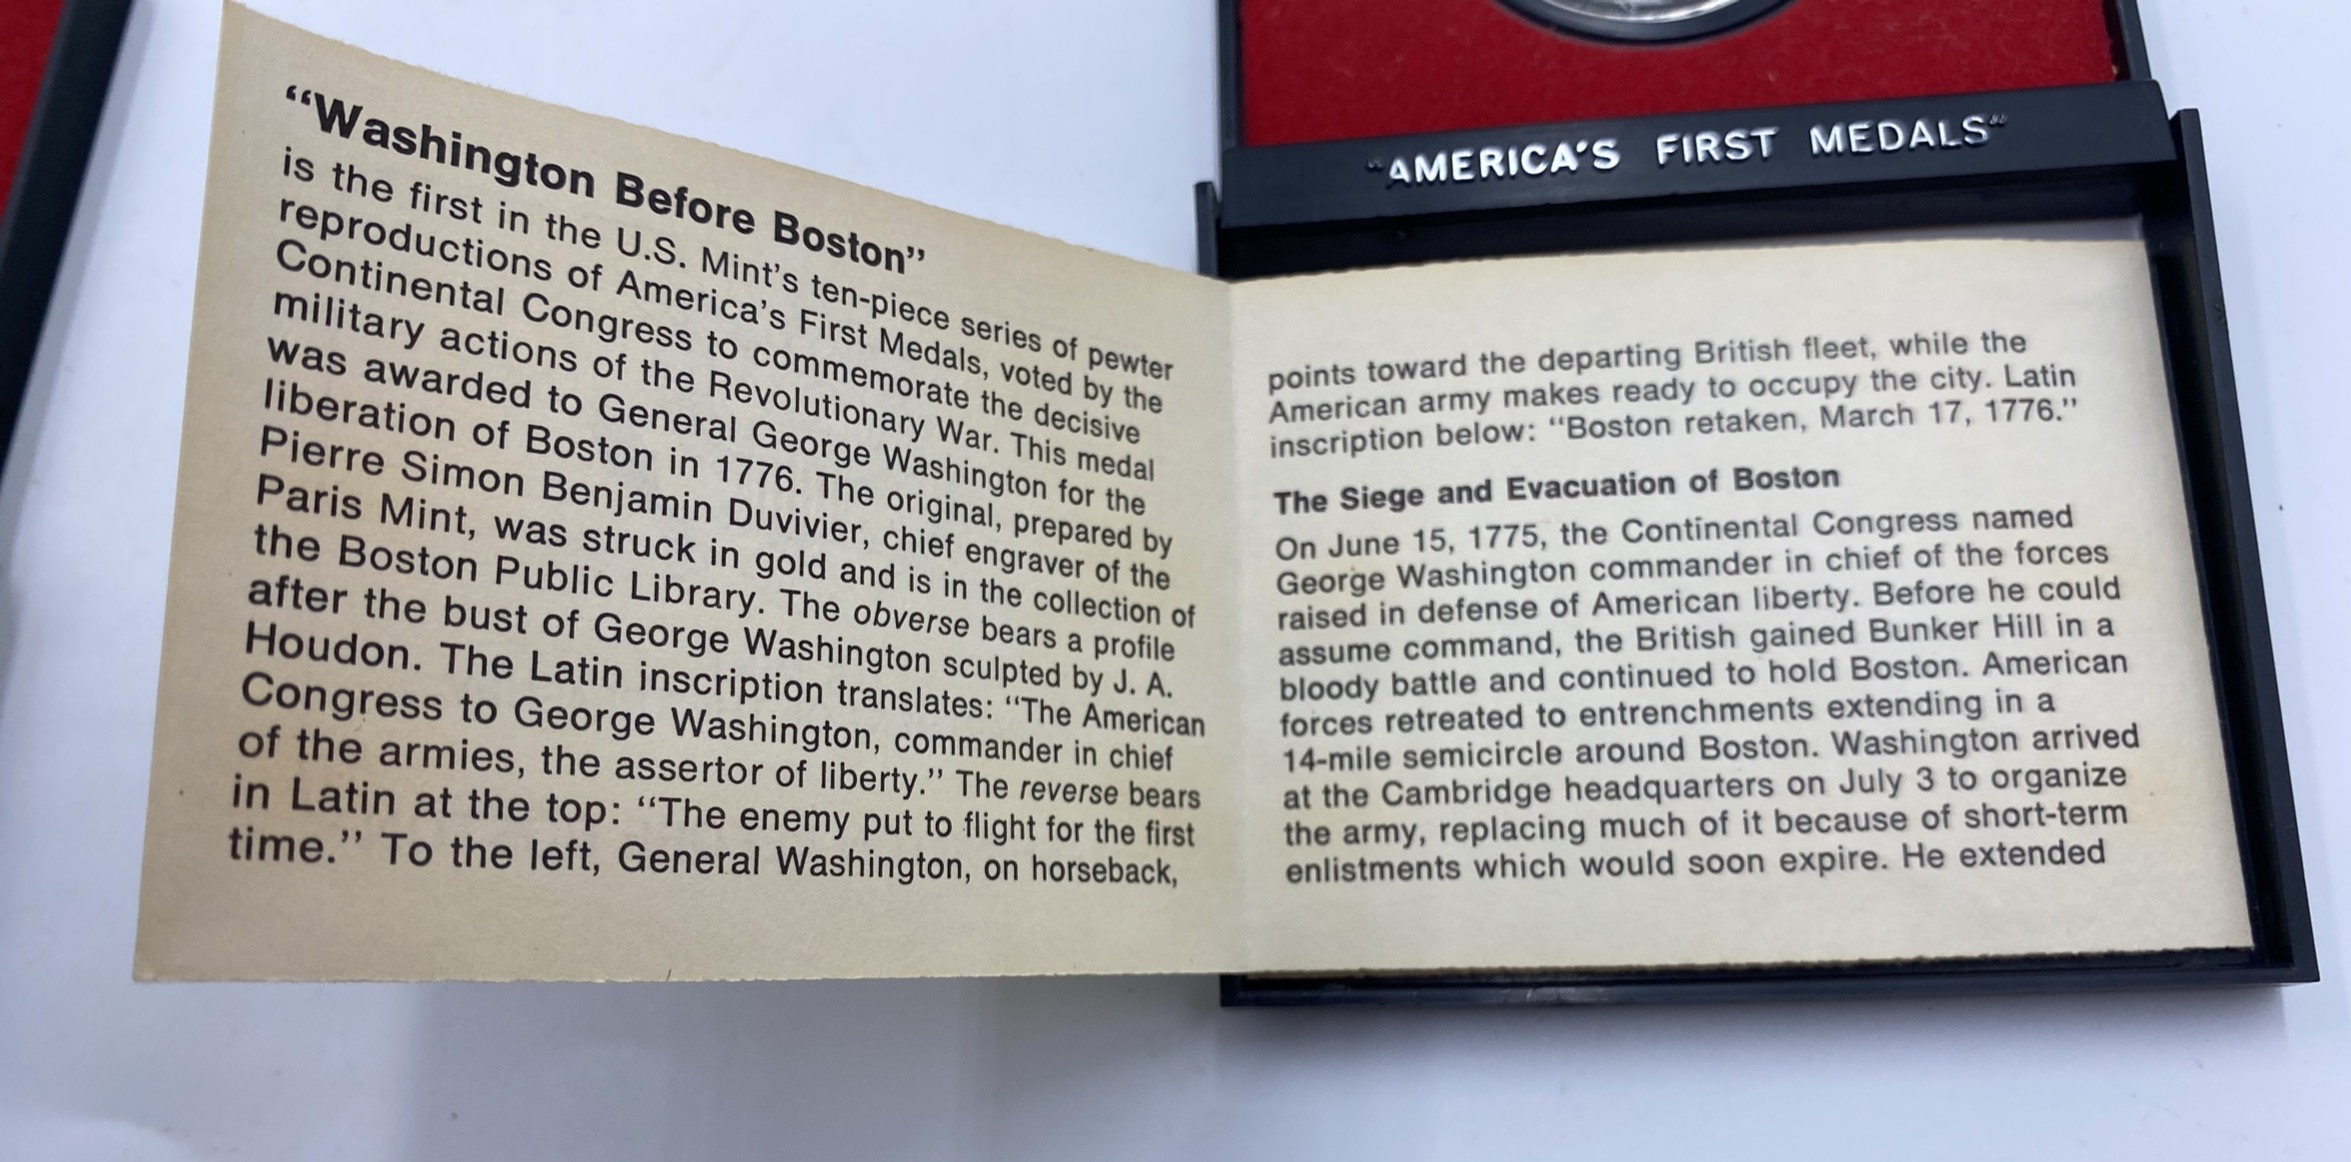 "Washington Before Boston"
is the first in the U.S. Mint's ten-piece series of pewter
reproductions of America's First Medals, voted by the
Continental Congress to commemorate the decisive
military actions of the Revolutionary War. This medal
was awarded to General George Washington for the
liberation of Boston in 1776. The original, prepared by
Pierre Simon Benjamin Duvivier, chief engraver of the
Paris Mint, was struck in gold and is in the collection of
the Boston Public Library. The obverse bears a profile
after the bust of George Washington sculpted by J. A.
Houdon. The Latin inscription translates: "The American
Congress to George Washington, commander in chief
of the armies, the assertor of liberty." The reverse bears
in Latin at the top: "The enemy put to flight for the first
time." To the left, General Washington, on horseback,
"AMERICA'S FIRST MEDALS"
points toward the departing British fleet, while the
American army makes ready to occupy the city. Latin
inscription below: "Boston retaken, March 17, 1776."
The Siege and Evacuation of Boston
On June 15, 1775, the Continental Congress named
George Washington commander in chief of the forces
raised in defense of American liberty. Before he could
assume command, the British gained Bunker Hill in a
bloody battle and continued to hold Boston. American
forces retreated to entrenchments extending in a
14-mile semicircle around Boston. Washington arrived
at the Cambridge headquarters on July 3 to organize
the army, replacing much of it because of short-term
enlistments which would soon expire. He extended